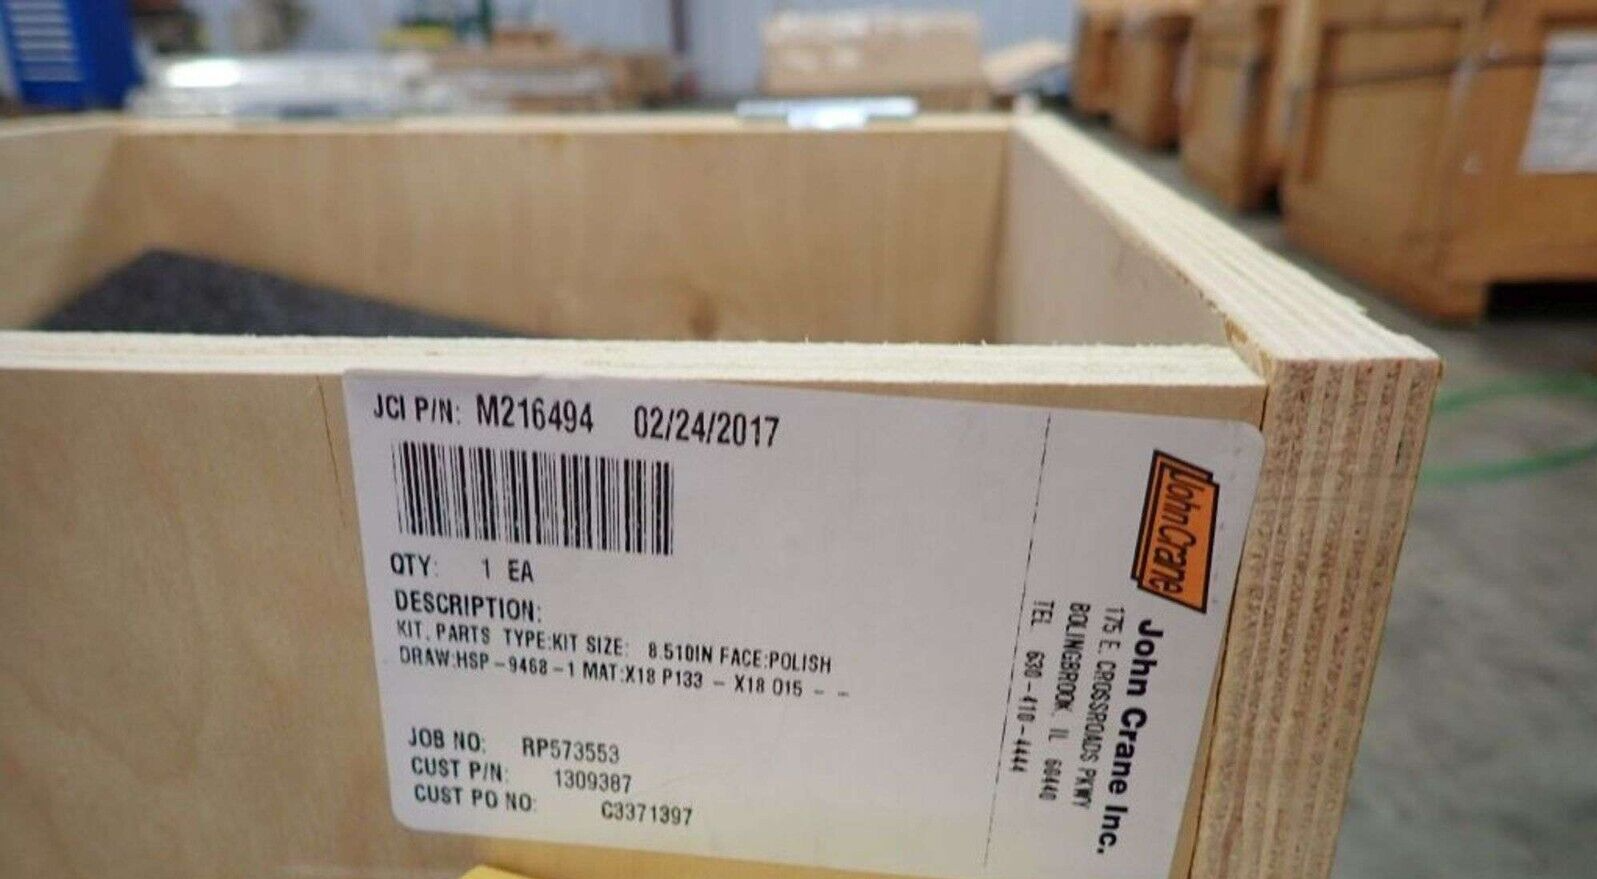 JCI P/N: M216494 02/24/2017
QTY: 1 EA
DESCRIPTION:
KIT, PARTS TYPE:KIT SIZE: 8.510IN FACE:POLISH
DRAW:HSP-9468-1 MAT:X18 P133 - X18 015 - -
JOB NO: RP573553
CUST P/N: 1309387
CUST PO NO: C3371397
John Crane
John Crane Inc.
175 E. CROSSROADS PKWY
BOLINGBROOK, IL 60440
TEL 630-410-4444